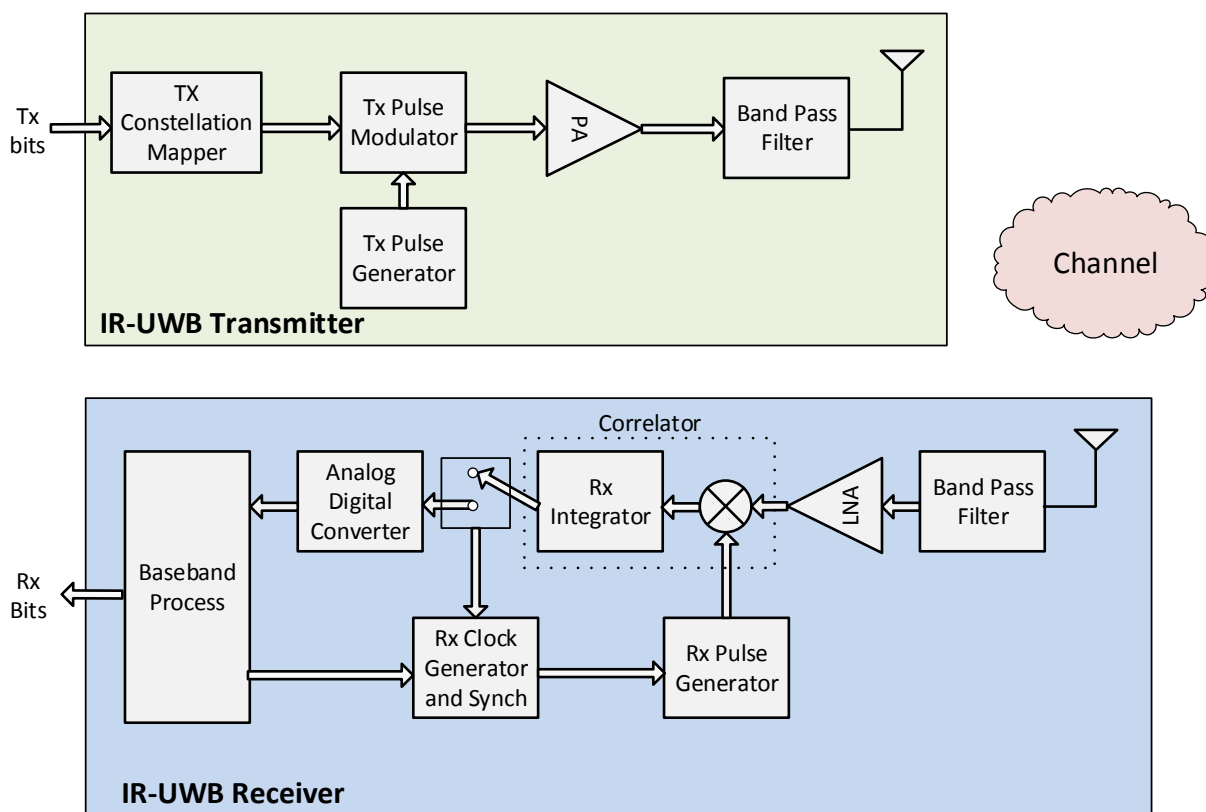 Tx
bits
TX
Constellation
Mapper
Tx Pulse
Modulator
PA
Band Pass
Filter
Tx Pulse
Generator
IR-UWB Transmitter
Channel
Correlator
Analog
Digital
Converter
Rx
Integrator
LNA
Band Pass
Filter
Rx
Bits
Baseband
Process
Rx Clock
Generator
and Synch
Rx Pulse
Generator
IR-UWB Receiver